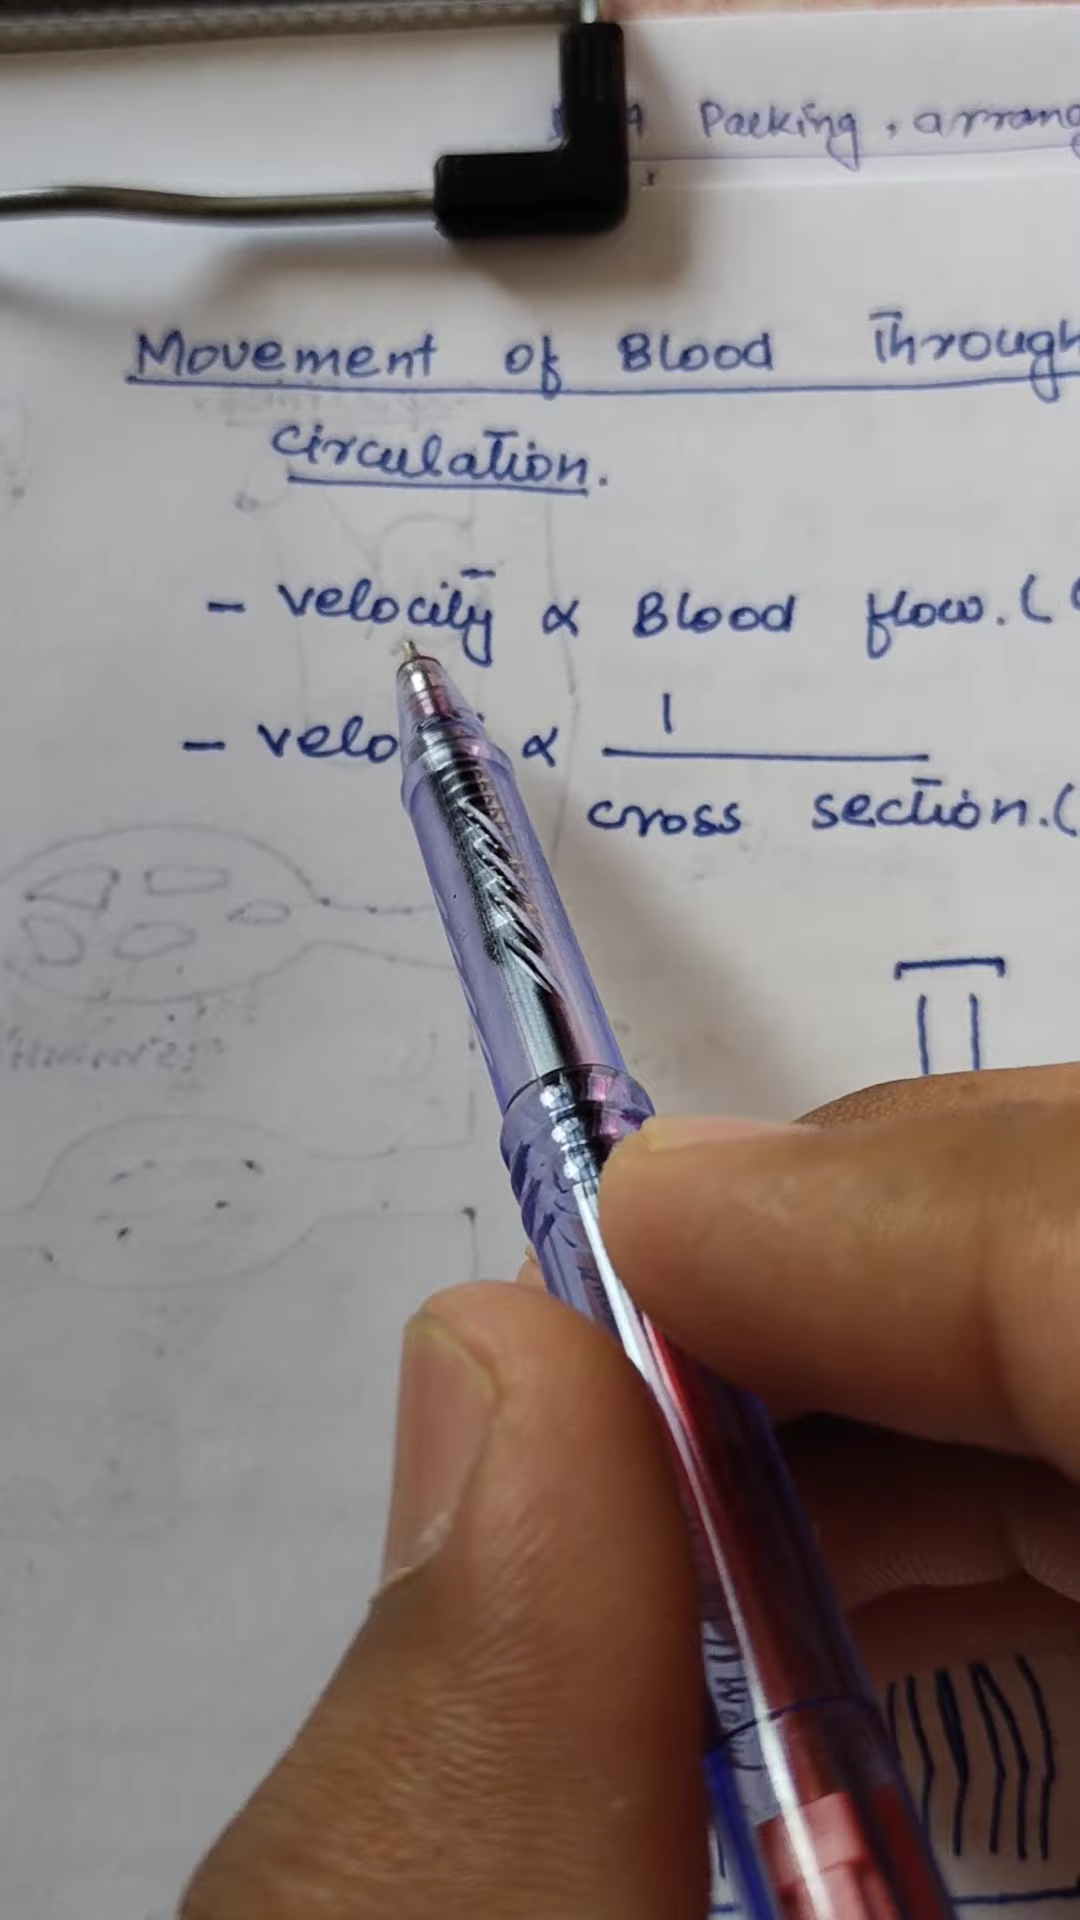 Packing, arrang
Movement of Blood Through
Circulation.
- velocity ∝ Blood flow. (
- velo ∝ 1
cross section. (